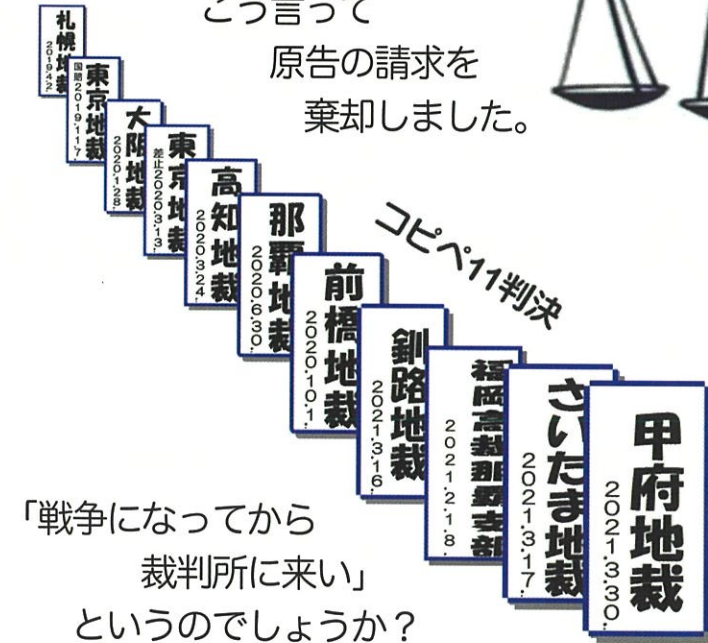 こう言って
原告の請求を
棄却しました。
札幌地裁
2019.4.2.
東京地裁
国賠2019.11.7.
大阪地裁
2020.1.28.
東京地裁
差止2020.3.13.
高知地裁
2020.3.24.
那覇地裁
2020.6.30.
前橋地裁
2020.10.1.
釧路地裁
2021.3.16.
福岡高裁那覇支部
2021.2.18.
さいたま地裁
2021.3.17.
甲府地裁
2021.3.30.
コピペ11判決
「戦争になってから
裁判所に来い」
というのでしょうか？